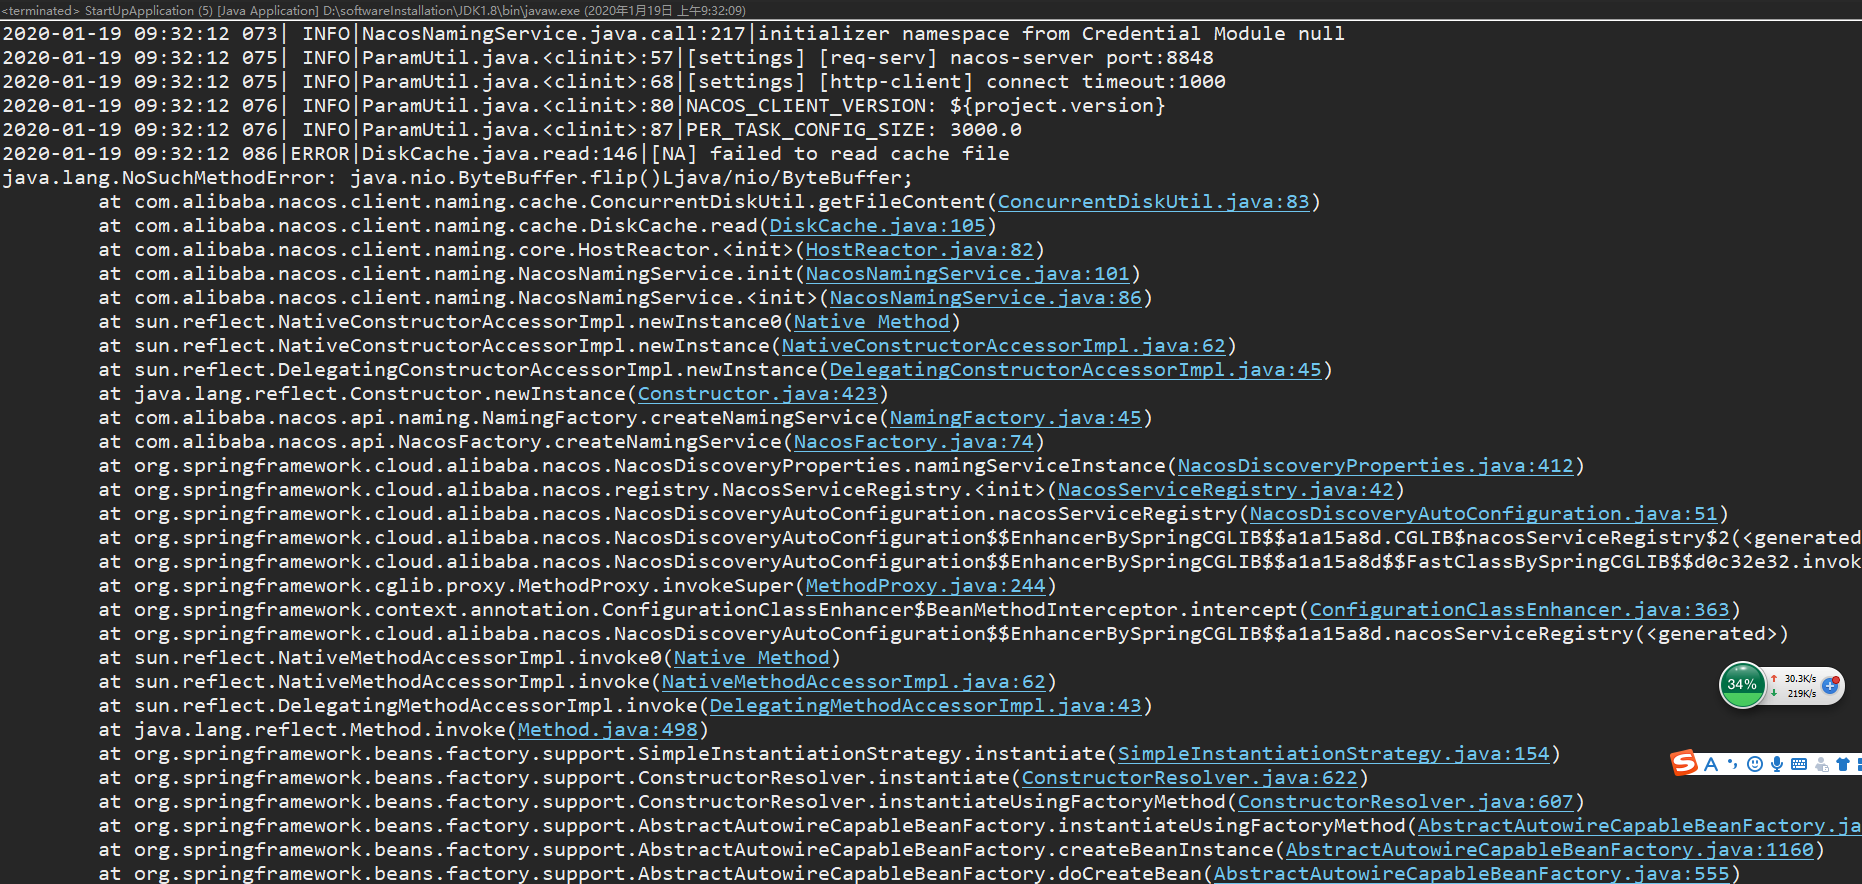 <terminated> StartUpApplication (5) [Java Application] D:\softwareInstallation\JDK1.8\bin\javaw.exe (2020年1月19日 上午9:32:09)
2020-01-19 09:32:12 073| INFO|NacosNamingService.java.call:217|initializer namespace from Credential Module null
2020-01-19 09:32:12 075| INFO|ParamUtil.java.<clinit>:57|[settings] [req-serv] nacos-server port:8848
2020-01-19 09:32:12 075| INFO|ParamUtil.java.<clinit>:68|[settings] [http-client] connect timeout:1000
2020-01-19 09:32:12 076| INFO|ParamUtil.java.<clinit>:80|NACOS_CLIENT_VERSION: ${project.version}
2020-01-19 09:32:12 076| INFO|ParamUtil.java.<clinit>:87|PER_TASK_CONFIG_SIZE: 3000.0
2020-01-19 09:32:12 086|ERROR|DiskCache.java.read:146|[NA] failed to read cache file
java.lang.NoSuchMethodError: java.nio.ByteBuffer.flip()Ljava/nio/ByteBuffer;
at com.alibaba.nacos.client.naming.cache.ConcurrentDiskUtil.getFileContent(ConcurrentDiskUtil.java:83)
at com.alibaba.nacos.client.naming.cache.DiskCache.read(DiskCache.java:105)
at com.alibaba.nacos.client.naming.core.HostReactor.<init>(HostReactor.java:82)
at com.alibaba.nacos.client.naming.NacosNamingService.init(NacosNamingService.java:101)
at com.alibaba.nacos.client.naming.NacosNamingService.<init>(NacosNamingService.java:86)
at sun.reflect.NativeConstructorAccessorImpl.newInstance0(Native Method)
at sun.reflect.NativeConstructorAccessorImpl.newInstance(NativeConstructorAccessorImpl.java:62)
at sun.reflect.DelegatingConstructorAccessorImpl.newInstance(DelegatingConstructorAccessorImpl.java:45)
at java.lang.reflect.Constructor.newInstance(Constructor.java:423)
at com.alibaba.nacos.api.naming.NamingFactory.createNamingService(NamingFactory.java:45)
at com.alibaba.nacos.api.NacosFactory.createNamingService(NacosFactory.java:74)
at org.springframework.cloud.alibaba.nacos.NacosDiscoveryProperties.namingServiceInstance(NacosDiscoveryProperties.java:412)
at org.springframework.cloud.alibaba.nacos.registry.NacosServiceRegistry.<init>(NacosServiceRegistry.java:42)
at org.springframework.cloud.alibaba.nacos.NacosDiscoveryAutoConfiguration.nacosServiceRegistry(NacosDiscoveryAutoConfiguration.java:51)
at org.springframework.cloud.alibaba.nacos.NacosDiscoveryAutoConfiguration$$EnhancerBySpringCGLIB$$a1a15a8d.CGLIB$nacosServiceRegistry$2(<generated
at org.springframework.cloud.alibaba.nacos.NacosDiscoveryAutoConfiguration$$EnhancerBySpringCGLIB$$a1a15a8d$$FastClassBySpringCGLIB$$d0c32e32.invok
at org.springframework.cglib.proxy.MethodProxy.invokeSuper(MethodProxy.java:244)
at org.springframework.context.annotation.ConfigurationClassEnhancer$BeanMethodInterceptor.intercept(ConfigurationClassEnhancer.java:363)
at org.springframework.cloud.alibaba.nacos.NacosDiscoveryAutoConfiguration$$EnhancerBySpringCGLIB$$a1a15a8d.nacosServiceRegistry(<generated>)
at sun.reflect.NativeMethodAccessorImpl.invoke0(Native Method)
at sun.reflect.NativeMethodAccessorImpl.invoke(NativeMethodAccessorImpl.java:62)
at sun.reflect.DelegatingMethodAccessorImpl.invoke(DelegatingMethodAccessorImpl.java:43)
at java.lang.reflect.Method.invoke(Method.java:498)
at org.springframework.beans.factory.support.SimpleInstantiationStrategy.instantiate(SimpleInstantiationStrategy.java:154)
at org.springframework.beans.factory.support.ConstructorResolver.instantiate(ConstructorResolver.java:622)
at org.springframework.beans.factory.support.ConstructorResolver.instantiateUsingFactoryMethod(ConstructorResolver.java:607)
at org.springframework.beans.factory.support.AbstractAutowireCapableBeanFactory.instantiateUsingFactoryMethod(AbstractAutowireCapableBeanFactory.ja
at org.springframework.beans.factory.support.AbstractAutowireCapableBeanFactory.createBeanInstance(AbstractAutowireCapableBeanFactory.java:1160)
at org.springframework.beans.factory.support.AbstractAutowireCapableBeanFactory.doCreateBean(AbstractAutowireCapableBeanFactory.java:555)
34%
↑ 30.3K/s
↓ 219K/s
S A